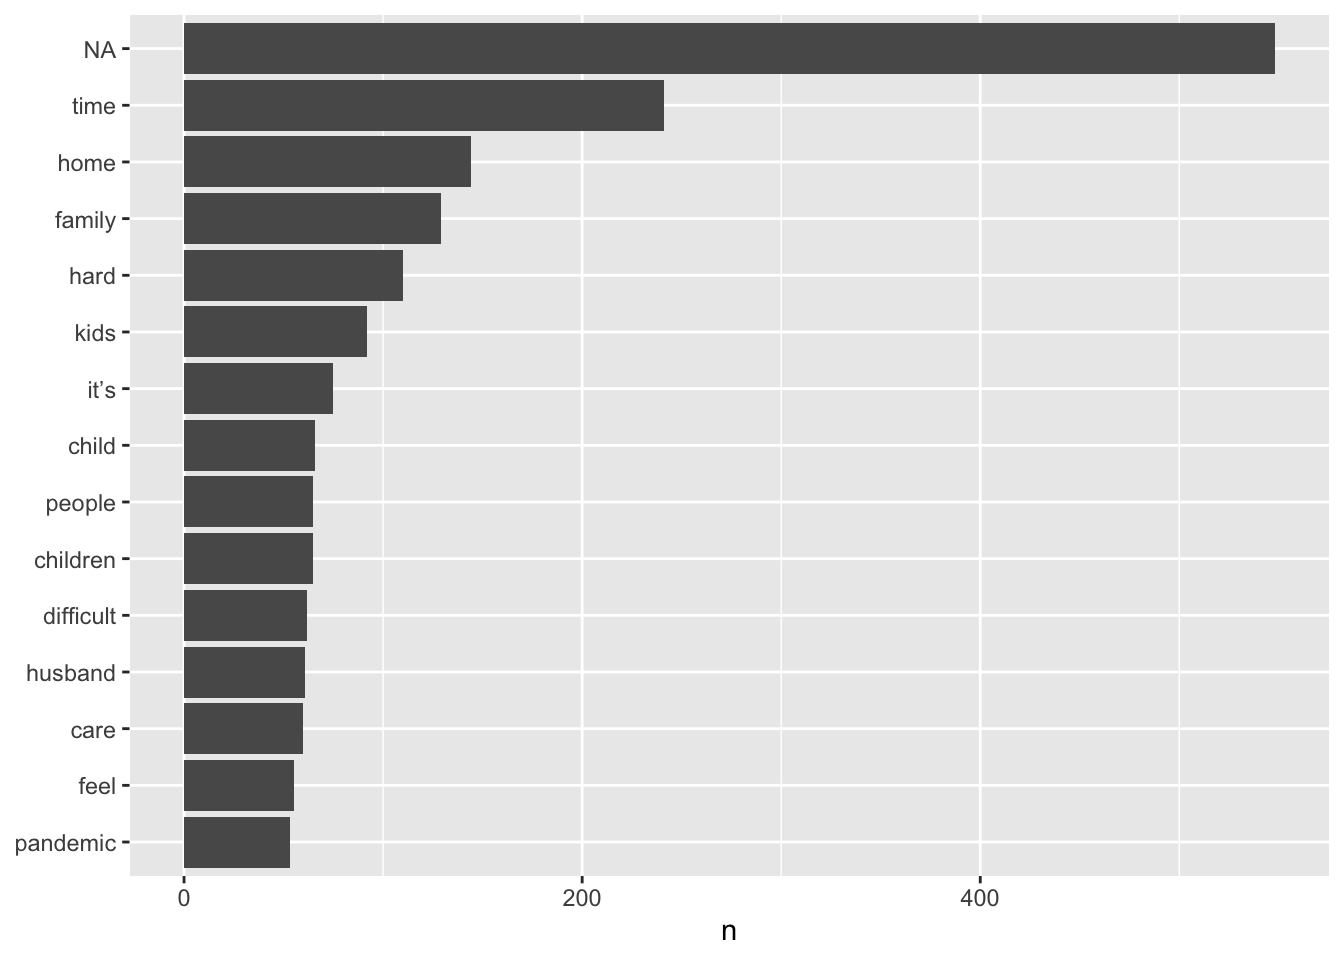 NA
time
home
family
hard
kids
it’s
child
people
children
difficult
husband
care
feel
pandemic
0 200 400
n